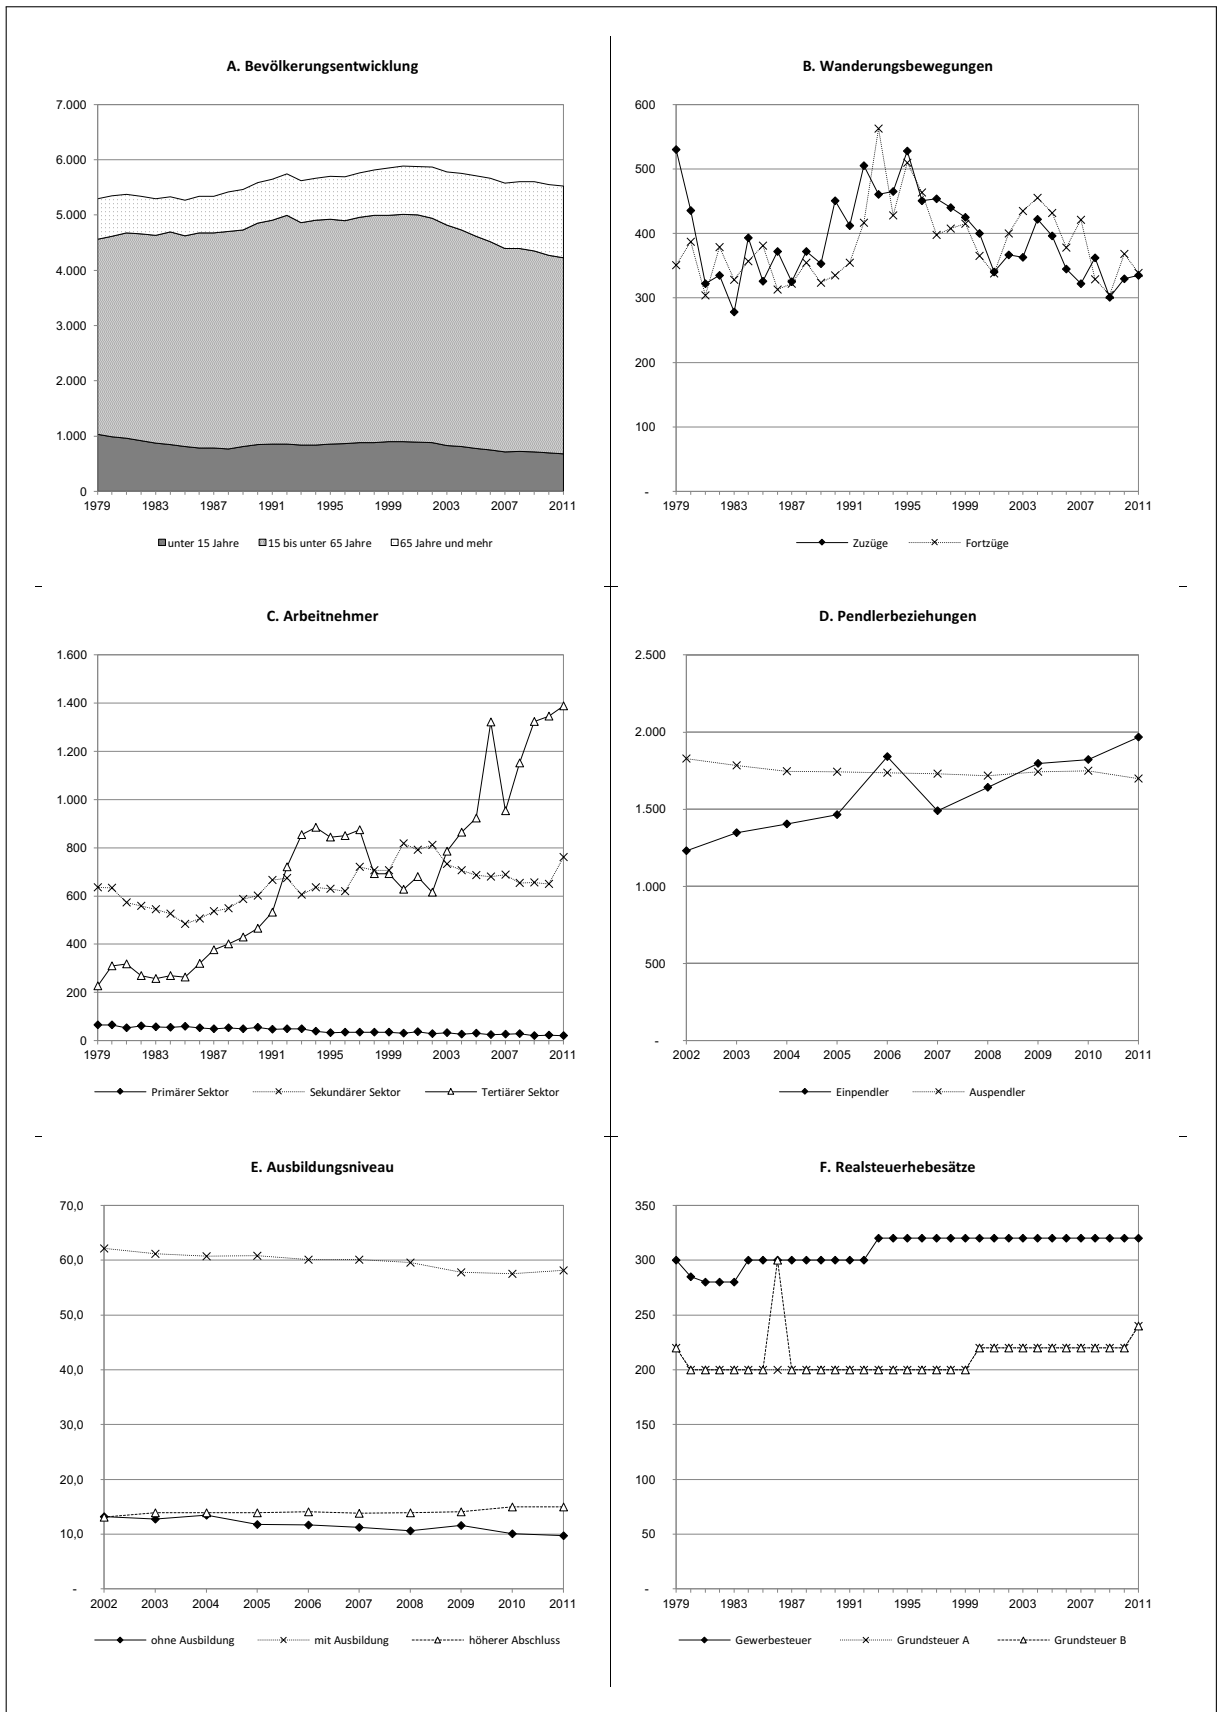 A. Bevölkerungsentwicklung
7.000
6.000
5.000
4.000
3.000
2.000
1.000
0
1979 1983 1987 1991 1995 1999 2003 2007 2011
unter 15 Jahre 15 bis unter 65 Jahre 65 Jahre und mehr
B. Wanderungsbewegungen
600
500
400
300
200
100
-
1979 1983 1987 1991 1995 1999 2003 2007 2011
Zuzüge Fortzüge
C. Arbeitnehmer
1.600
1.400
1.200
1.000
800
600
400
200
0
1979 1983 1987 1991 1995 1999 2003 2007 2011
Primärer Sektor Sekundärer Sektor Tertiärer Sektor
D. Pendlerbeziehungen
2.500
2.000
1.500
1.000
500
-
2002 2003 2004 2005 2006 2007 2008 2009 2010 2011
Einpendler Auspendler
E. Ausbildungsniveau
70,0
60,0
50,0
40,0
30,0
20,0
10,0
-
2002 2003 2004 2005 2006 2007 2008 2009 2010 2011
ohne Ausbildung mit Ausbildung höherer Abschluss
F. Realsteuerhebesätze
350
300
250
200
150
100
50
-
1979 1983 1987 1991 1995 1999 2003 2007 2011
Gewerbesteuer Grundsteuer A Grundsteuer B